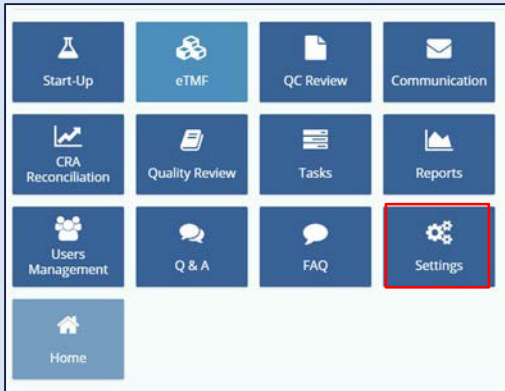 Start-Up
eTMF
QC Review
Communication
CRA
Reconciliation
Quality Review
Tasks
Reports
Users
Management
Q & A
FAQ
Settings
Home